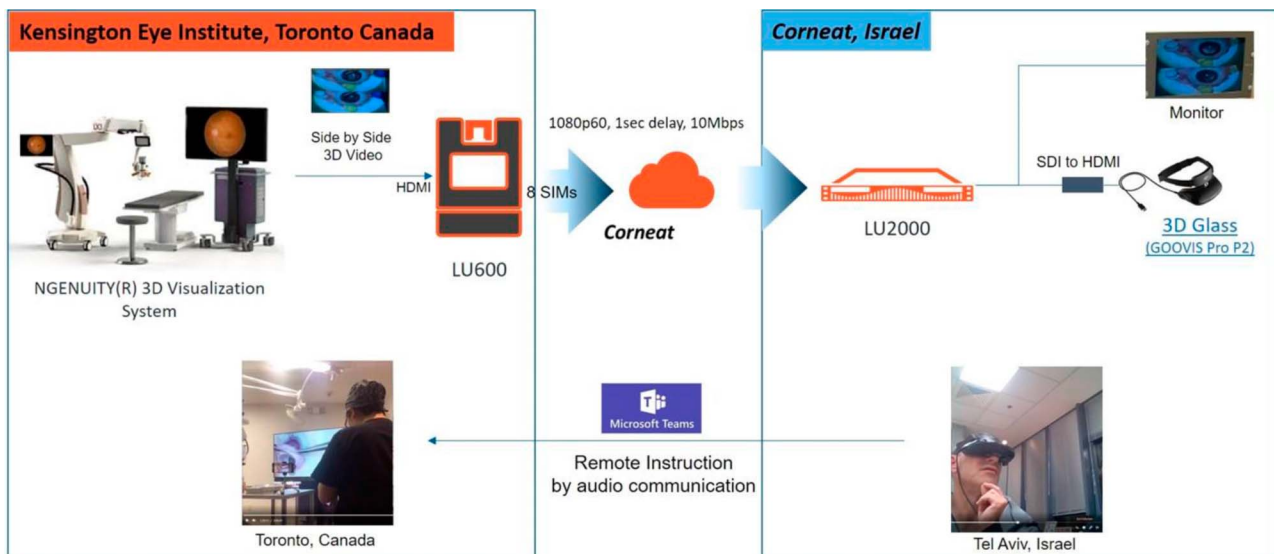 Kensington Eye Institute, Toronto Canada
Corneat, Israel
Side by Side
3D Video
HDMI
8 SIMs
1080p60, 1sec delay, 10Mbps
Corneat
LU600
NGENUITY(R) 3D Visualization
System
LU2000
Monitor
SDI to HDMI
3D Glass
(GOOVIS Pro P2)
Microsoft Teams
Remote Instruction
by audio communication
Toronto, Canada
Tel Aviv, Israel